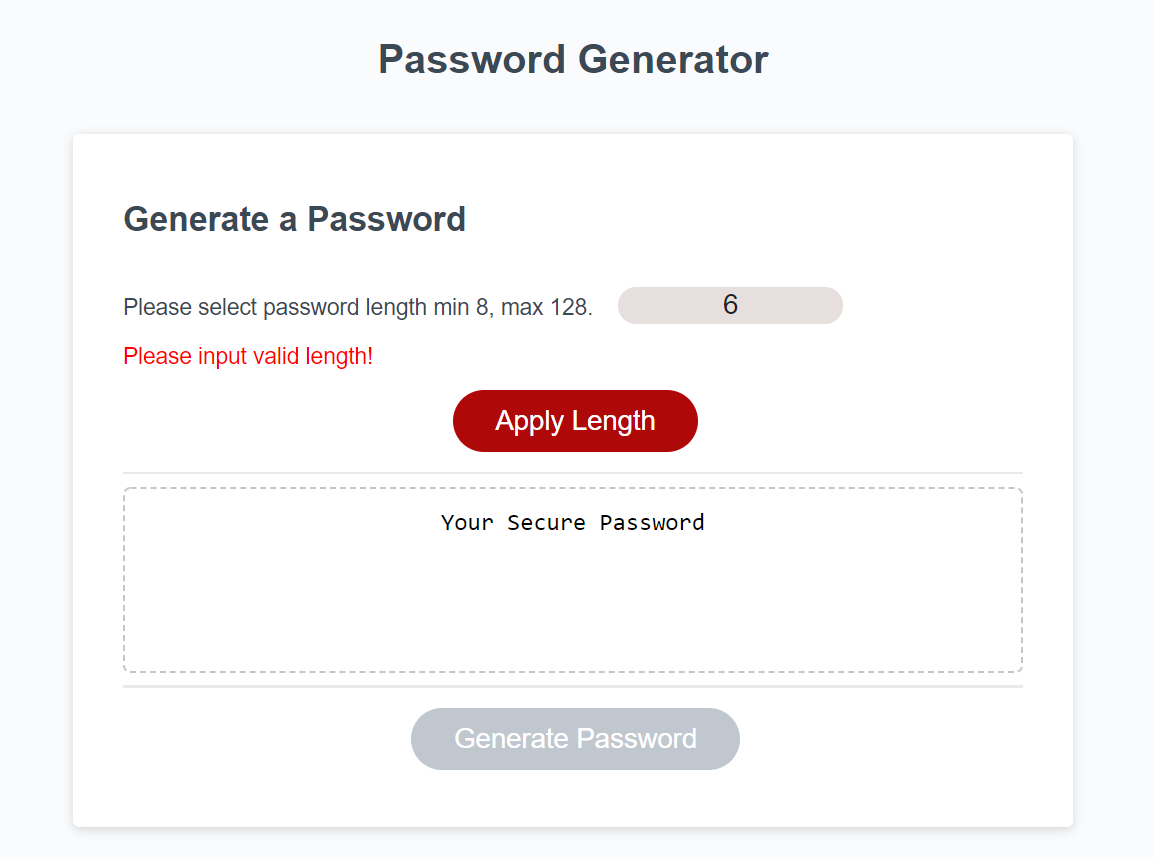 Password Generator
Generate a Password
Please select password length min 8, max 128. 6
Please input valid length!
Apply Length
Your Secure Password
Generate Password